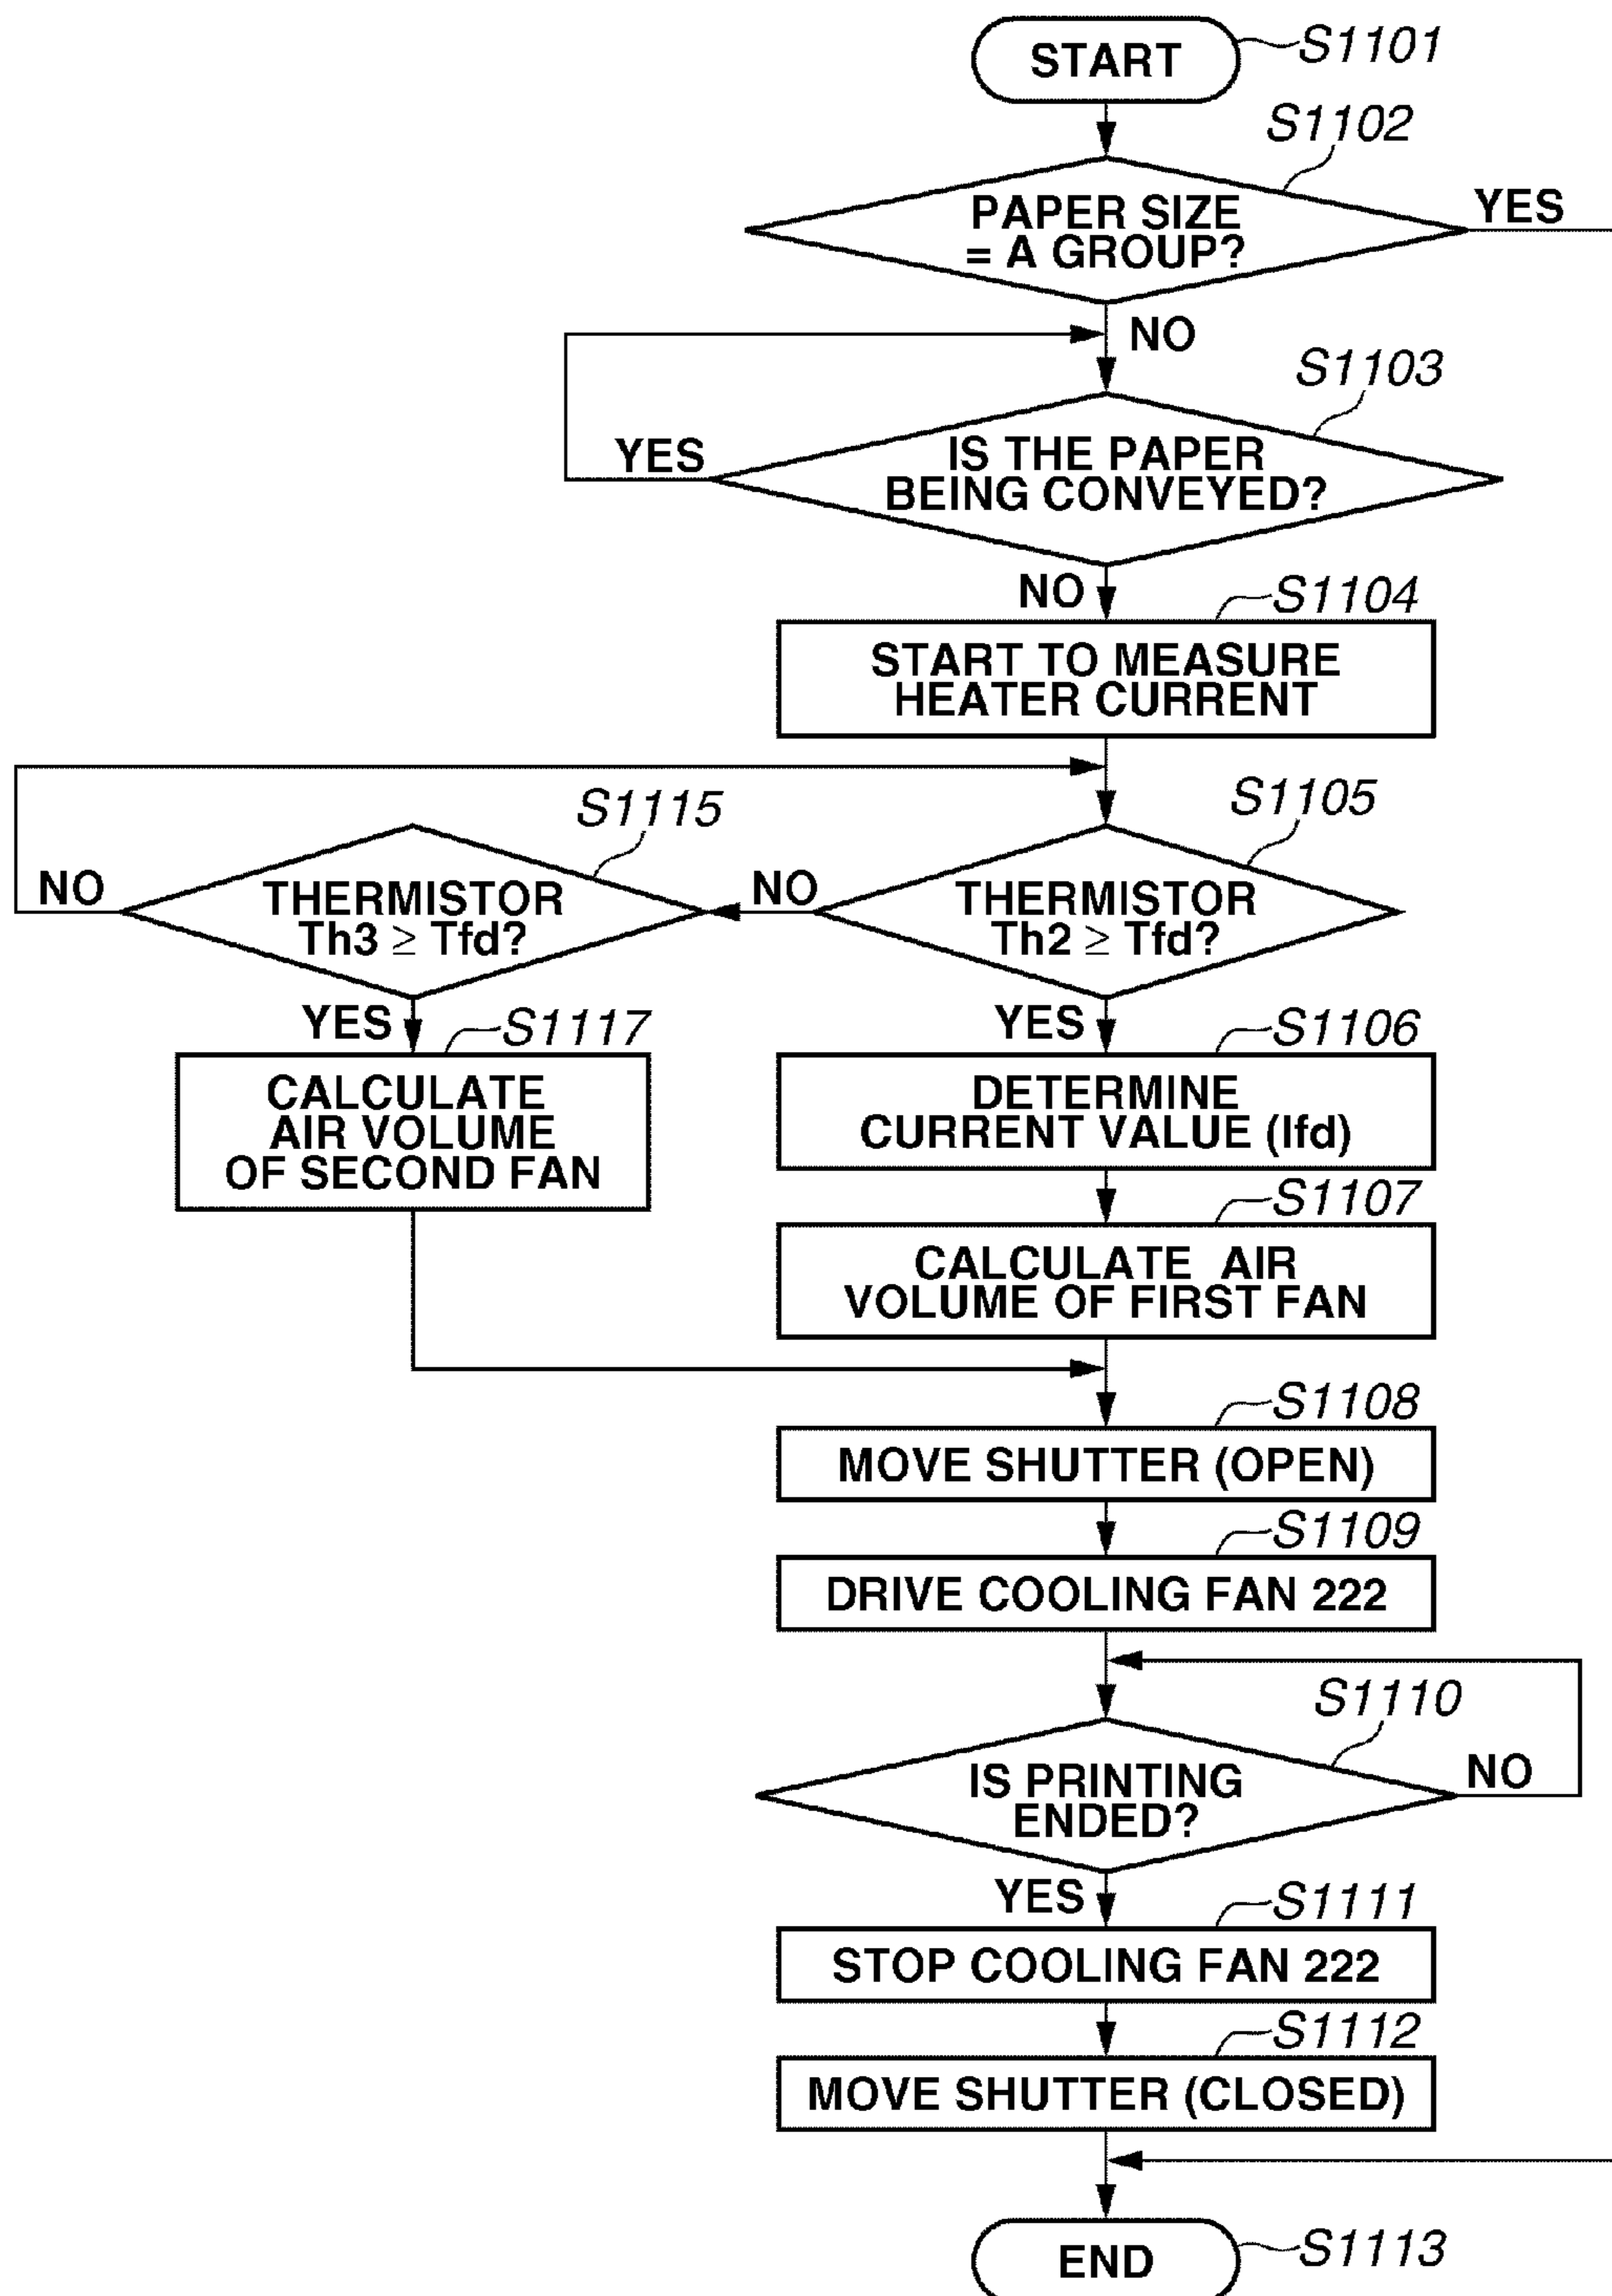 START
S1101
S1102
PAPER SIZE
= A GROUP?
YES
NO
S1103
IS THE PAPER
BEING CONVEYED?
YES
NO
S1104
START TO MEASURE
HEATER CURRENT
S1105
THERMISTOR
Th2 ≥ Tfd?
NO
S1115
THERMISTOR
Th3 ≥ Tfd?
NO
YES
S1117
CALCULATE
AIR VOLUME
OF SECOND FAN
YES
S1106
DETERMINE
CURRENT VALUE (Ifd)
S1107
CALCULATE AIR
VOLUME OF FIRST FAN
S1108
MOVE SHUTTER (OPEN)
S1109
DRIVE COOLING FAN 222
S1110
IS PRINTING
ENDED?
NO
YES
S1111
STOP COOLING FAN 222
S1112
MOVE SHUTTER (CLOSED)
END
S1113